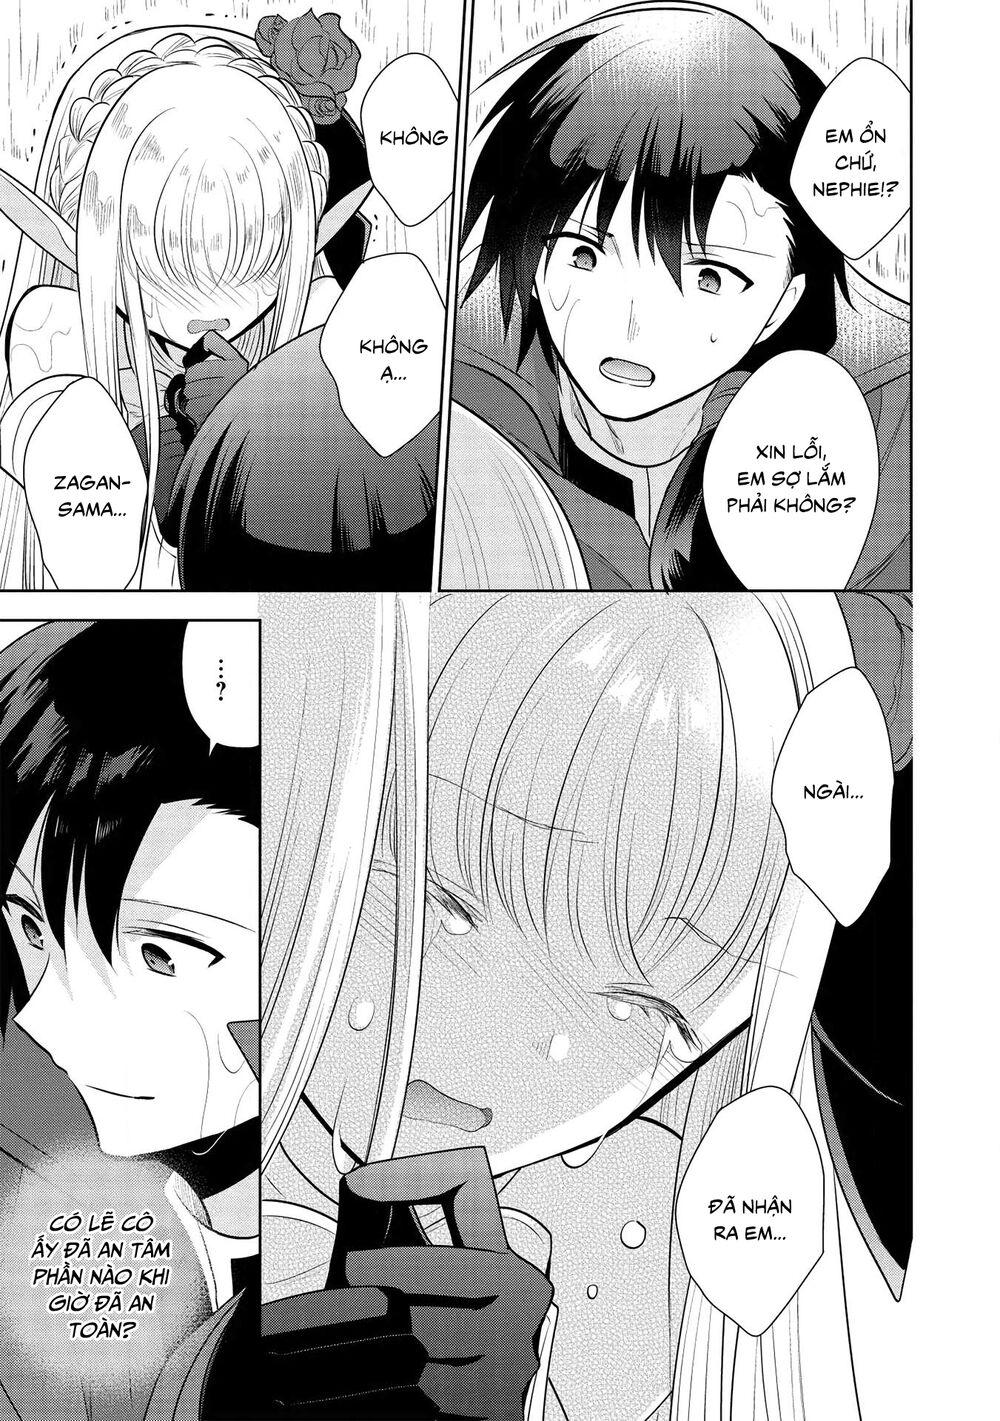 EM ỔN
CHỨ,
NEPHIE!?
XIN LỖI,
EM SỢ LẮM
PHẢI KHÔNG?
KHÔNG
KHÔNG
Ạ...
ZAGAN-
SAMA...
NGÀI...
ĐÃ NHẬN
RA EM...
...?
CÓ LẼ CÔ
ẤY ĐÃ AN TÂM
PHẦN NÀO KHI
GIỜ ĐÃ AN
TOÀN?